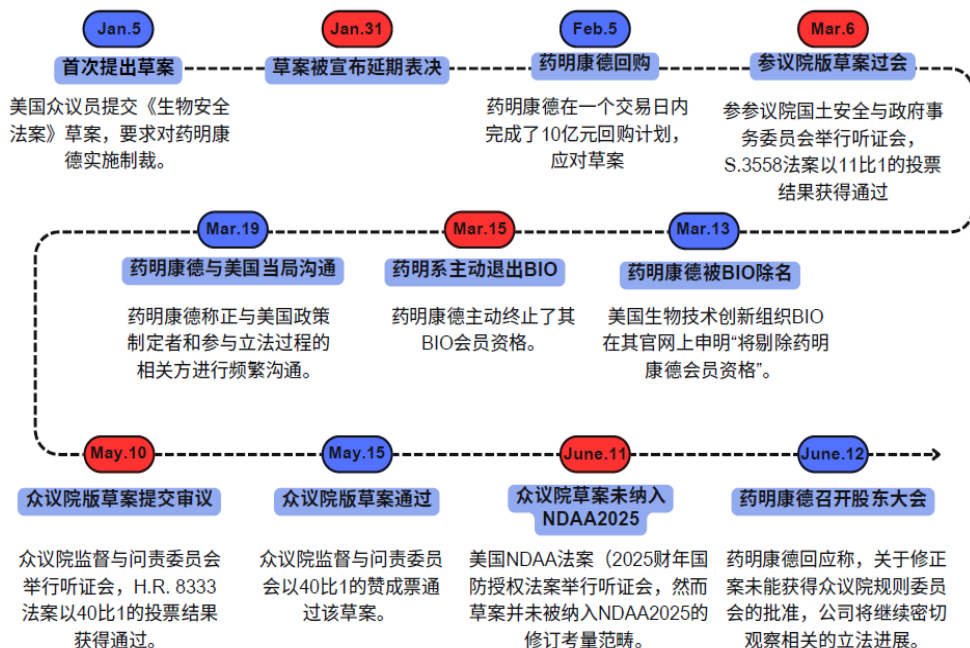 Jan.5
首次提出草案
美国众议员提交《生物安全
法案》草案，要求对药明康
德实施制裁。
Jan.31
草案被宣布延期表决
Feb.5
药明康德回购
药明康德在一个交易日内
完成了10亿元回购计划，
应对草案
Mar.6
参议院版草案过会
参参议院国土安全与政府事
务委员会举行听证会，
S.3558法案以11比1的投票
结果获得通过
Mar.13
药明康德被BIO除名
美国生物技术创新组织BIO
在其官网上申明“将剔除药明
康德会员资格”。
Mar.15
药明系主动退出BIO
药明康德主动终止了其
BIO会员资格。
Mar.19
药明康德与美国当局沟通
药明康德称正与美国政策
制定者和参与立法过程的
相关方进行频繁沟通。
May.10
众议院版草案提交审议
众议院监督与问责委员会
举行听证会，H.R. 8333
法案以40比1的投票结果
获得通过。
May.15
众议院版草案通过
众议院监督与问责委员
会以40比1的赞成票通
过该草案。
June.11
众议院草案未纳入
NDAA2025
美国NDAA法案（2025财年国
防授权法案举行听证会，然而
草案并未被纳入NDAA2025的
修订考量范畴。
June.12
药明康德召开股东大会
药明康德回应称，关于修正
案未能获得众议院规则委员
会的批准，公司将继续密切
观察相关的立法进展。